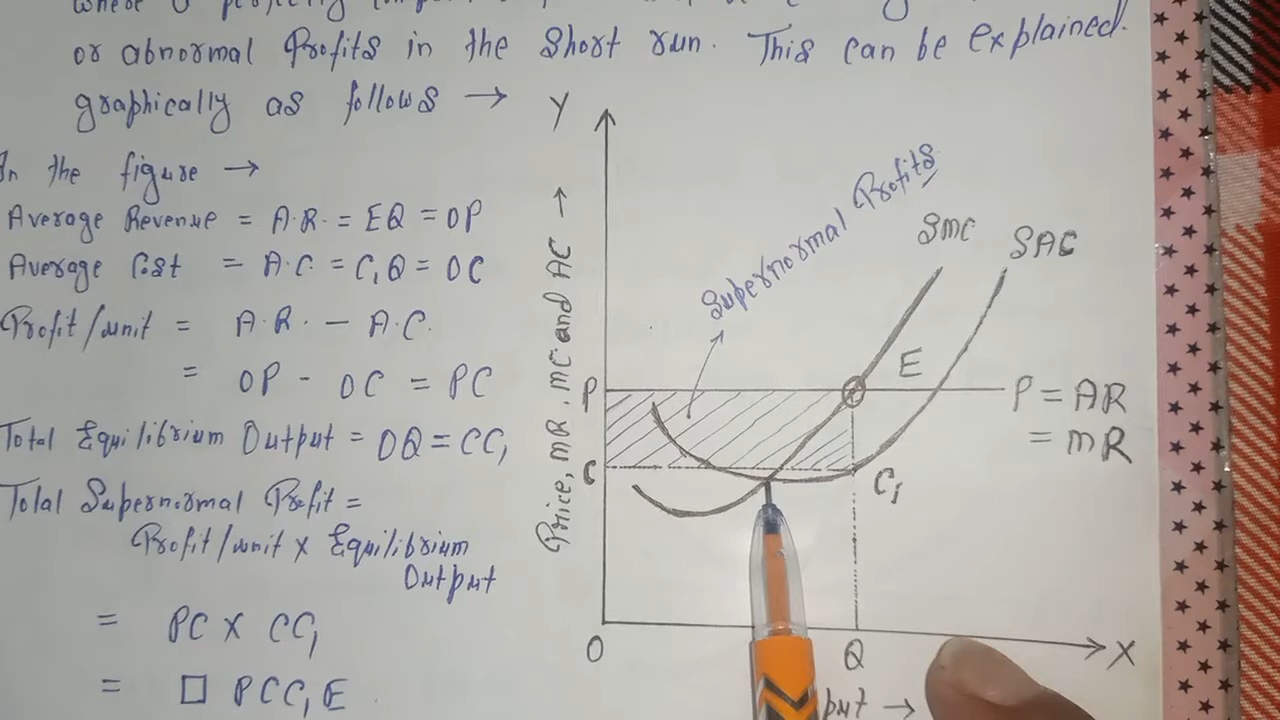 or abnormal Profits in the Short run. This can be explained.
graphically as follows →
In the figure →
Average Revenue = A.R. = EQ = OP
Average Cost = A.C. = C₁Q = OC
Profit/unit = A.R. - A.C.
= OP - OC = PC
Total Equilibrium Output = OQ = CC₁
Total Supernormal Profit =
Profit/unit x Equilibrium
Output
= PC x CC₁
= □ PCC₁E
Y
Price, MR, MC and AC →
Supernormal Profits
SMC
SAC
P
E
P = AR
= MR
C
C₁
O
Q
X